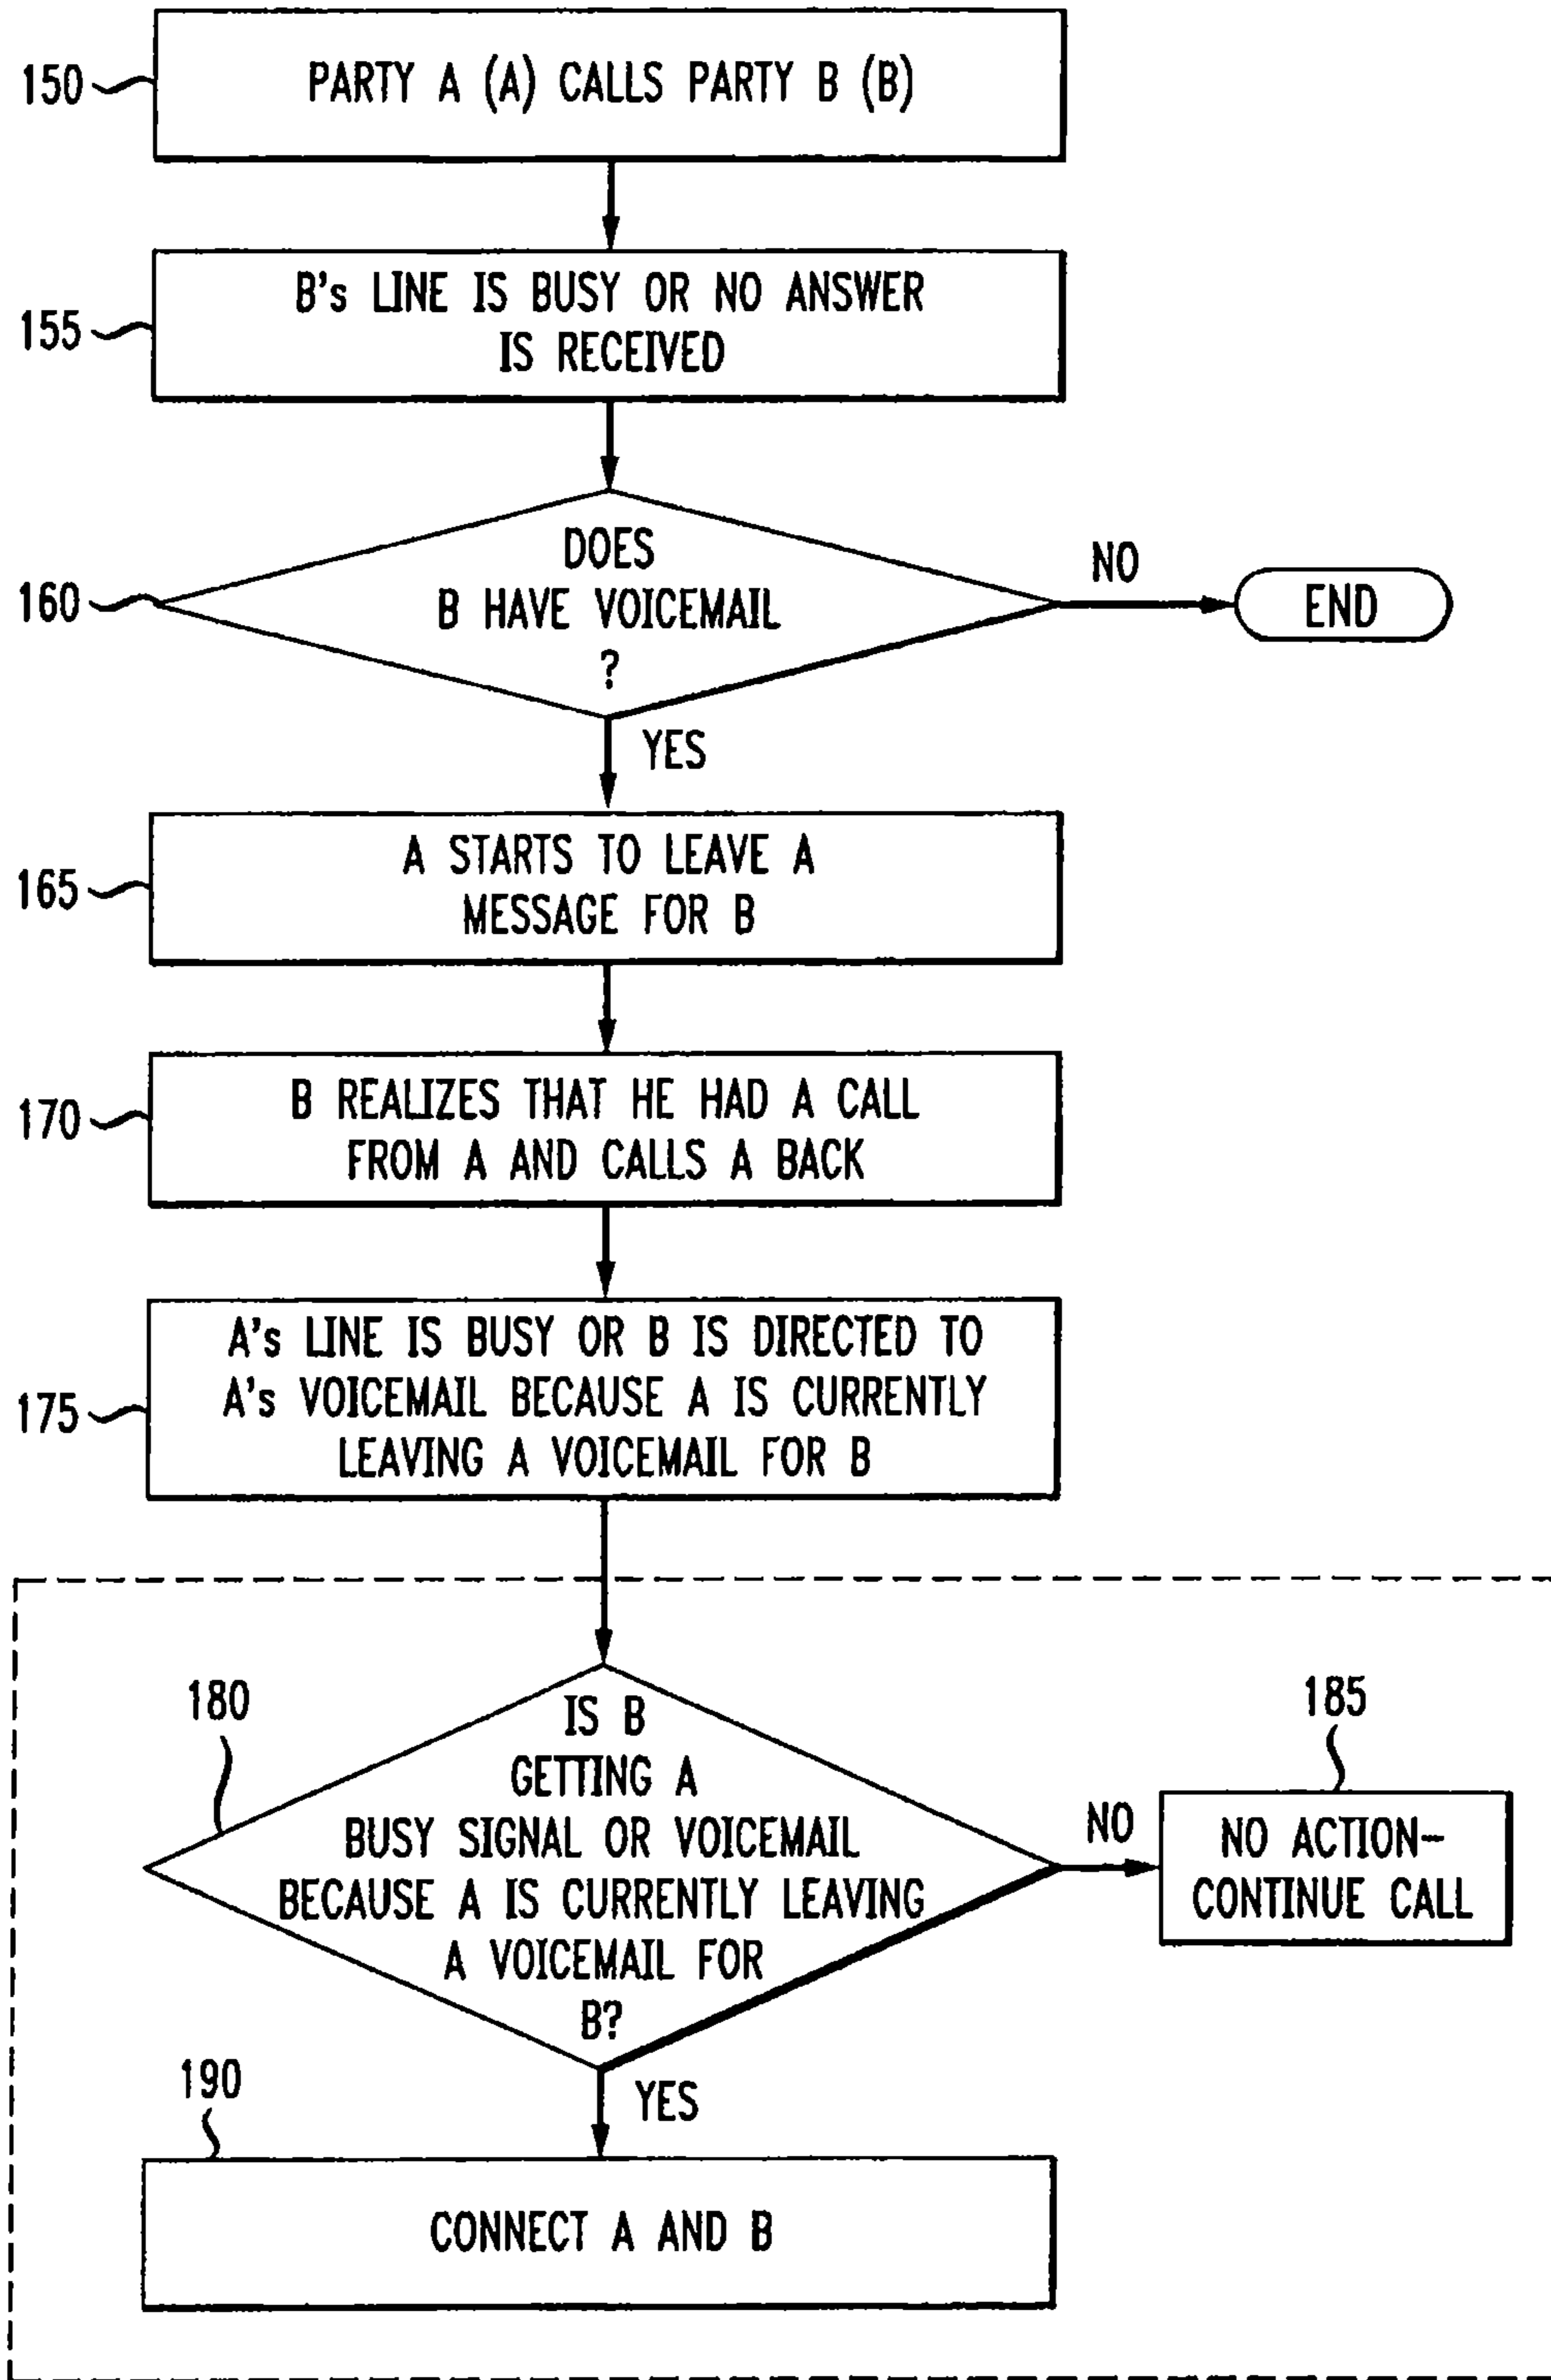 150
PARTY A (A) CALLS PARTY B (B)
155
B's LINE IS BUSY OR NO ANSWER
IS RECEIVED
160
DOES
B HAVE VOICEMAIL
?
NO
END
YES
165
A STARTS TO LEAVE A
MESSAGE FOR B
170
B REALIZES THAT HE HAD A CALL
FROM A AND CALLS A BACK
175
A's LINE IS BUSY OR B IS DIRECTED TO
A's VOICEMAIL BECAUSE A IS CURRENTLY
LEAVING A VOICEMAIL FOR B
180
IS B
GETTING A
BUSY SIGNAL OR VOICEMAIL
BECAUSE A IS CURRENTLY LEAVING
A VOICEMAIL FOR
B?
NO
185
NO ACTION-
CONTINUE CALL
YES
190
CONNECT A AND B